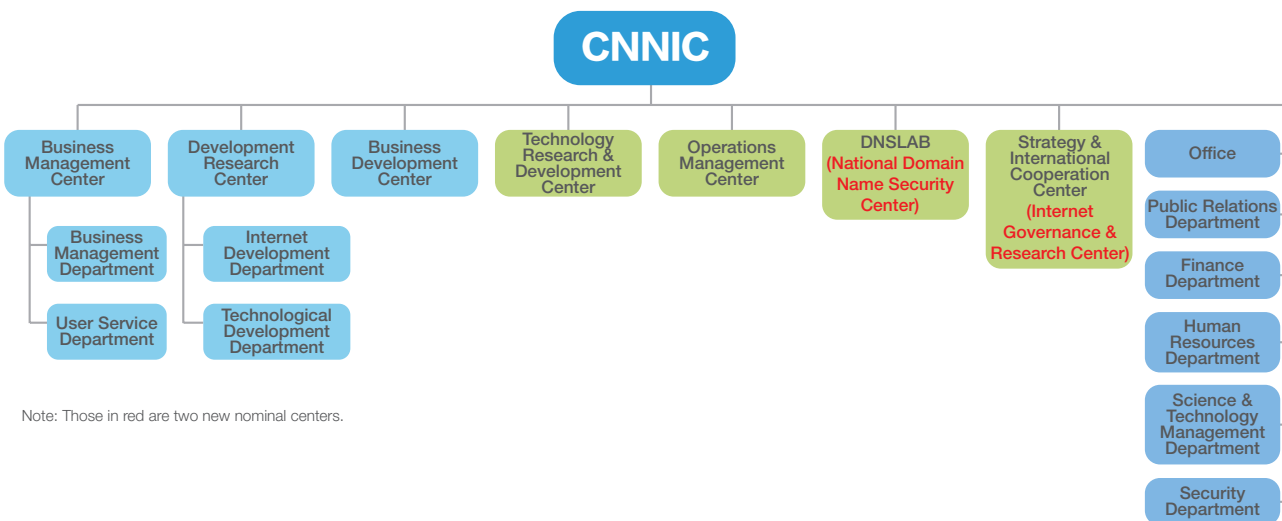 CNNIC
Business
Management
Center
Development
Research
Center
Business
Development
Center
Technology
Research &
Development
Center
Operations
Management
Center
DNSLAB
(National Domain
Name Security
Center)
Strategy &
International
Cooperation
Center
(Internet
Governance &
Research Center)
Office
Public Relations
Department
Finance
Department
Human
Resources
Department
Science &
Technology
Management
Department
Security
Department
Business
Management
Department
User Service
Department
Internet
Development
Department
Technological
Development
Department
Note: Those in red are two new nominal centers.